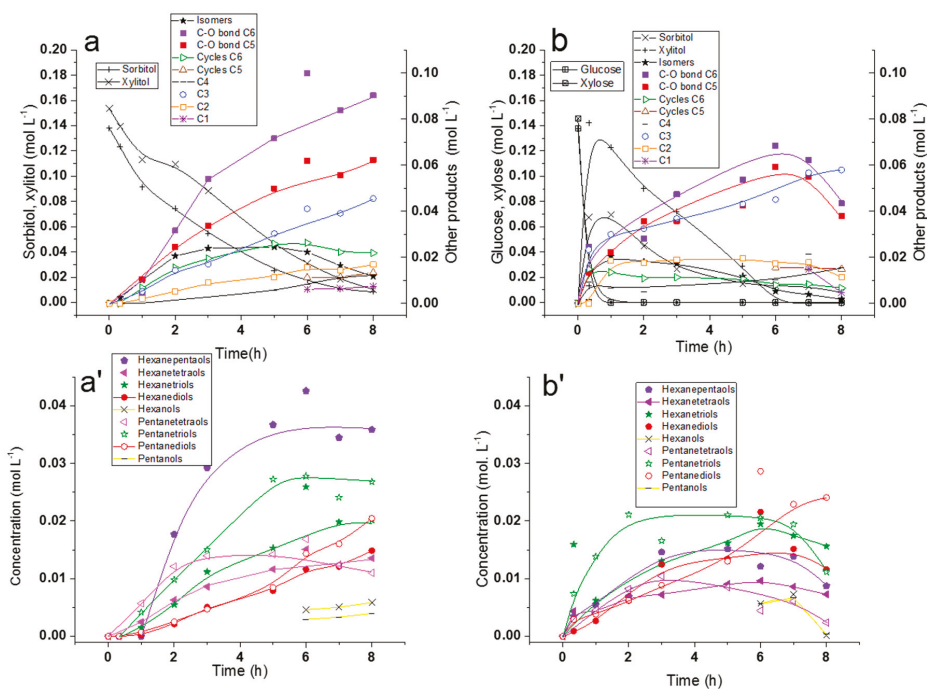 a
Isomers
C-O bond C6
C-O bond C5
Cycles C6
Cycles C5
C4
C3
C2
C1
Sorbitol
Xylitol
0.20
0.18
0.16
0.14
0.12
0.10
0.08
0.06
0.04
0.02
0.00
Sorbitol, xylitol (mol L⁻¹)
0.10
0.08
0.06
0.04
0.02
0.00
Other products (mol L⁻¹)
0 2 4 6 8
Time(h)
b
Sorbitol
Xylitol
Isomers
C-O bond C6
C-O bond C5
Cycles C6
Cycles C5
C4
C3
C2
C1
Glucose
Xylose
0.20
0.18
0.16
0.14
0.12
0.10
0.08
0.06
0.04
0.02
0.00
Glucose, xylose (mol L⁻¹)
0.10
0.08
0.06
0.04
0.02
0.00
Other products (mol L⁻¹)
0 2 4 6 8
Time (h)
a'
Hexanepentaols
Hexanetetraols
Hexanetriols
Hexanediols
Hexanols
Pentanetetraols
Pentanetriols
Pentanediols
Pentanols
0.04
0.03
0.02
0.01
0.00
Concentration (mol L⁻¹)
0 2 4 6 8
Time (h)
b'
Hexanepentaols
Hexanetetraols
Hexanetriols
Hexanediols
Hexanols
Pentanetetraols
Pentanetriols
Pentanediols
Pentanols
0.04
0.03
0.02
0.01
0.00
Concentration (mol. L⁻¹)
0 2 4 6 8
Time (h)